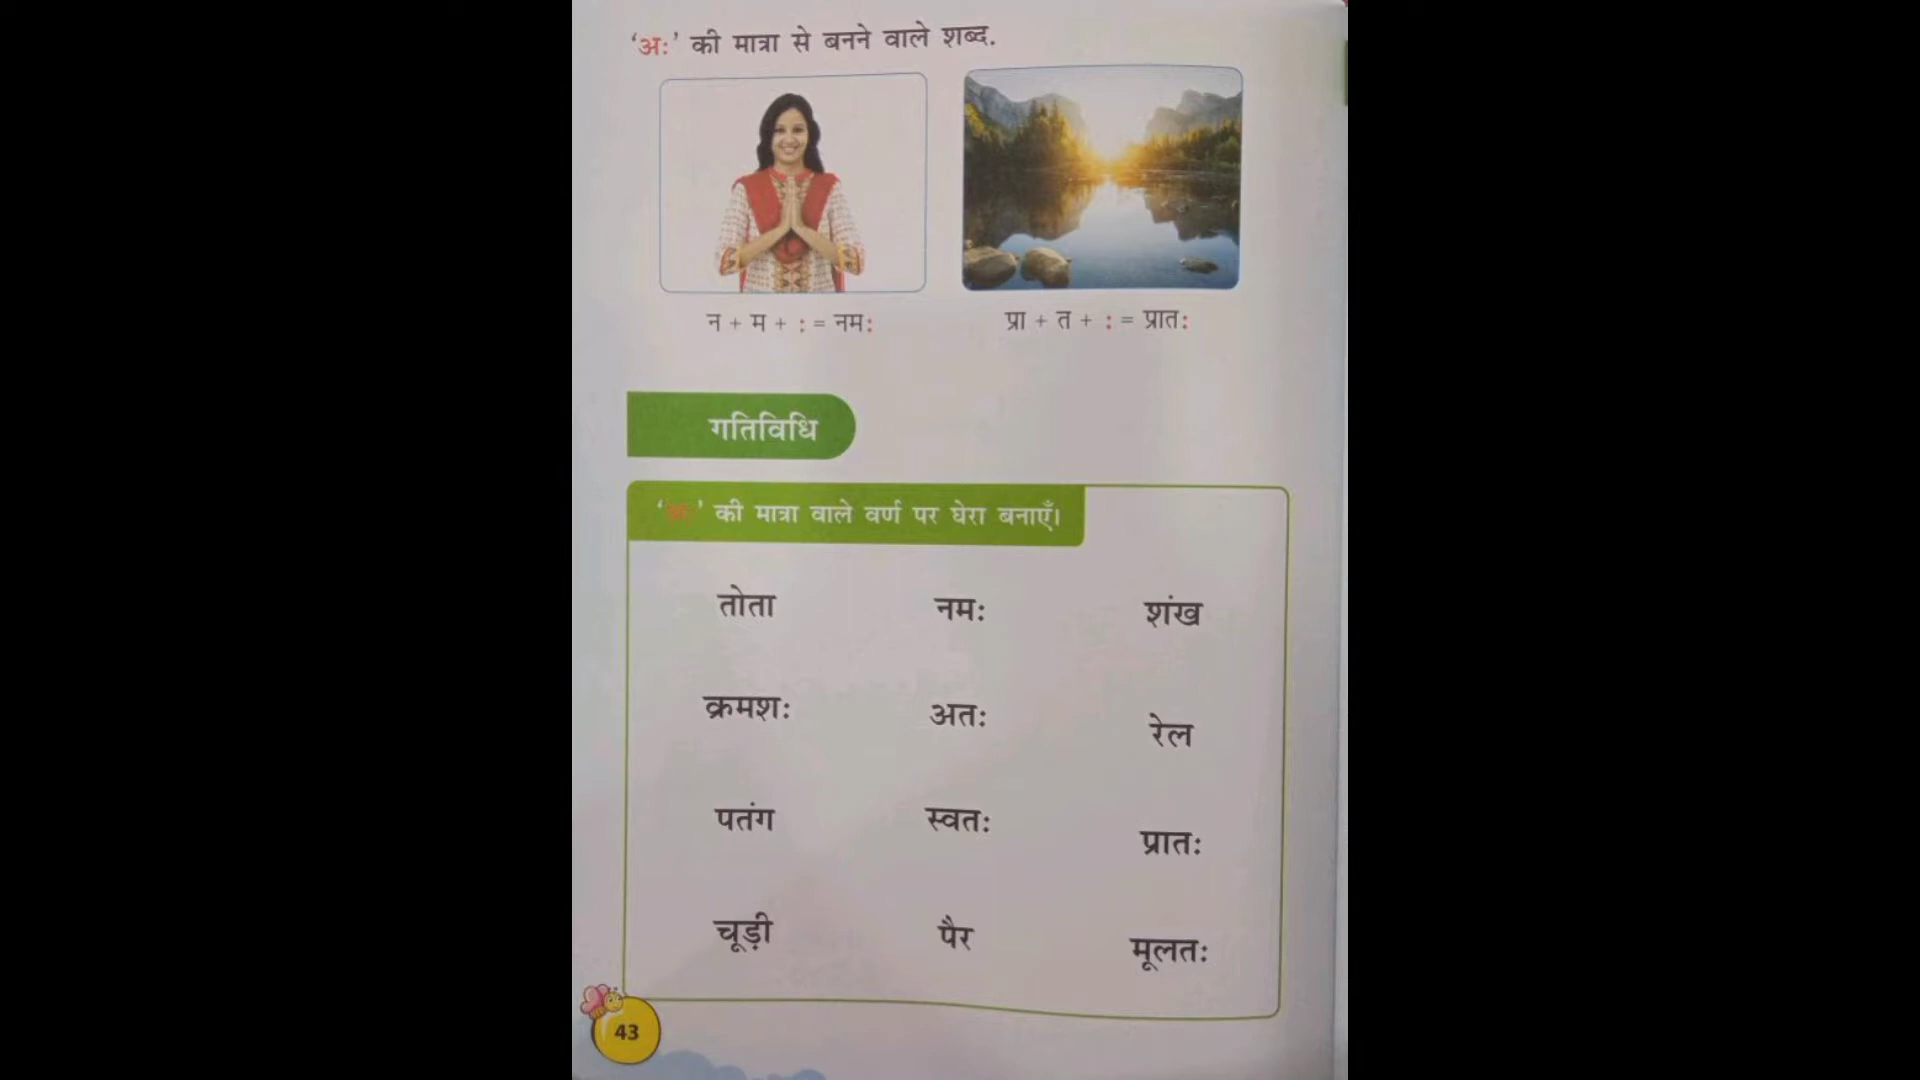 ‘अः’ की मात्रा से बनने वाले शब्द.
न + म + : = नमः
प्रा + त + : = प्रातः
गतिविधि
‘अः’ की मात्रा वाले वर्ण पर घेरा बनाएँ।
तोता नमः शंख
क्रमशः अतः रेल
पतंग स्वतः प्रातः
चूड़ी पैर मूलतः
43